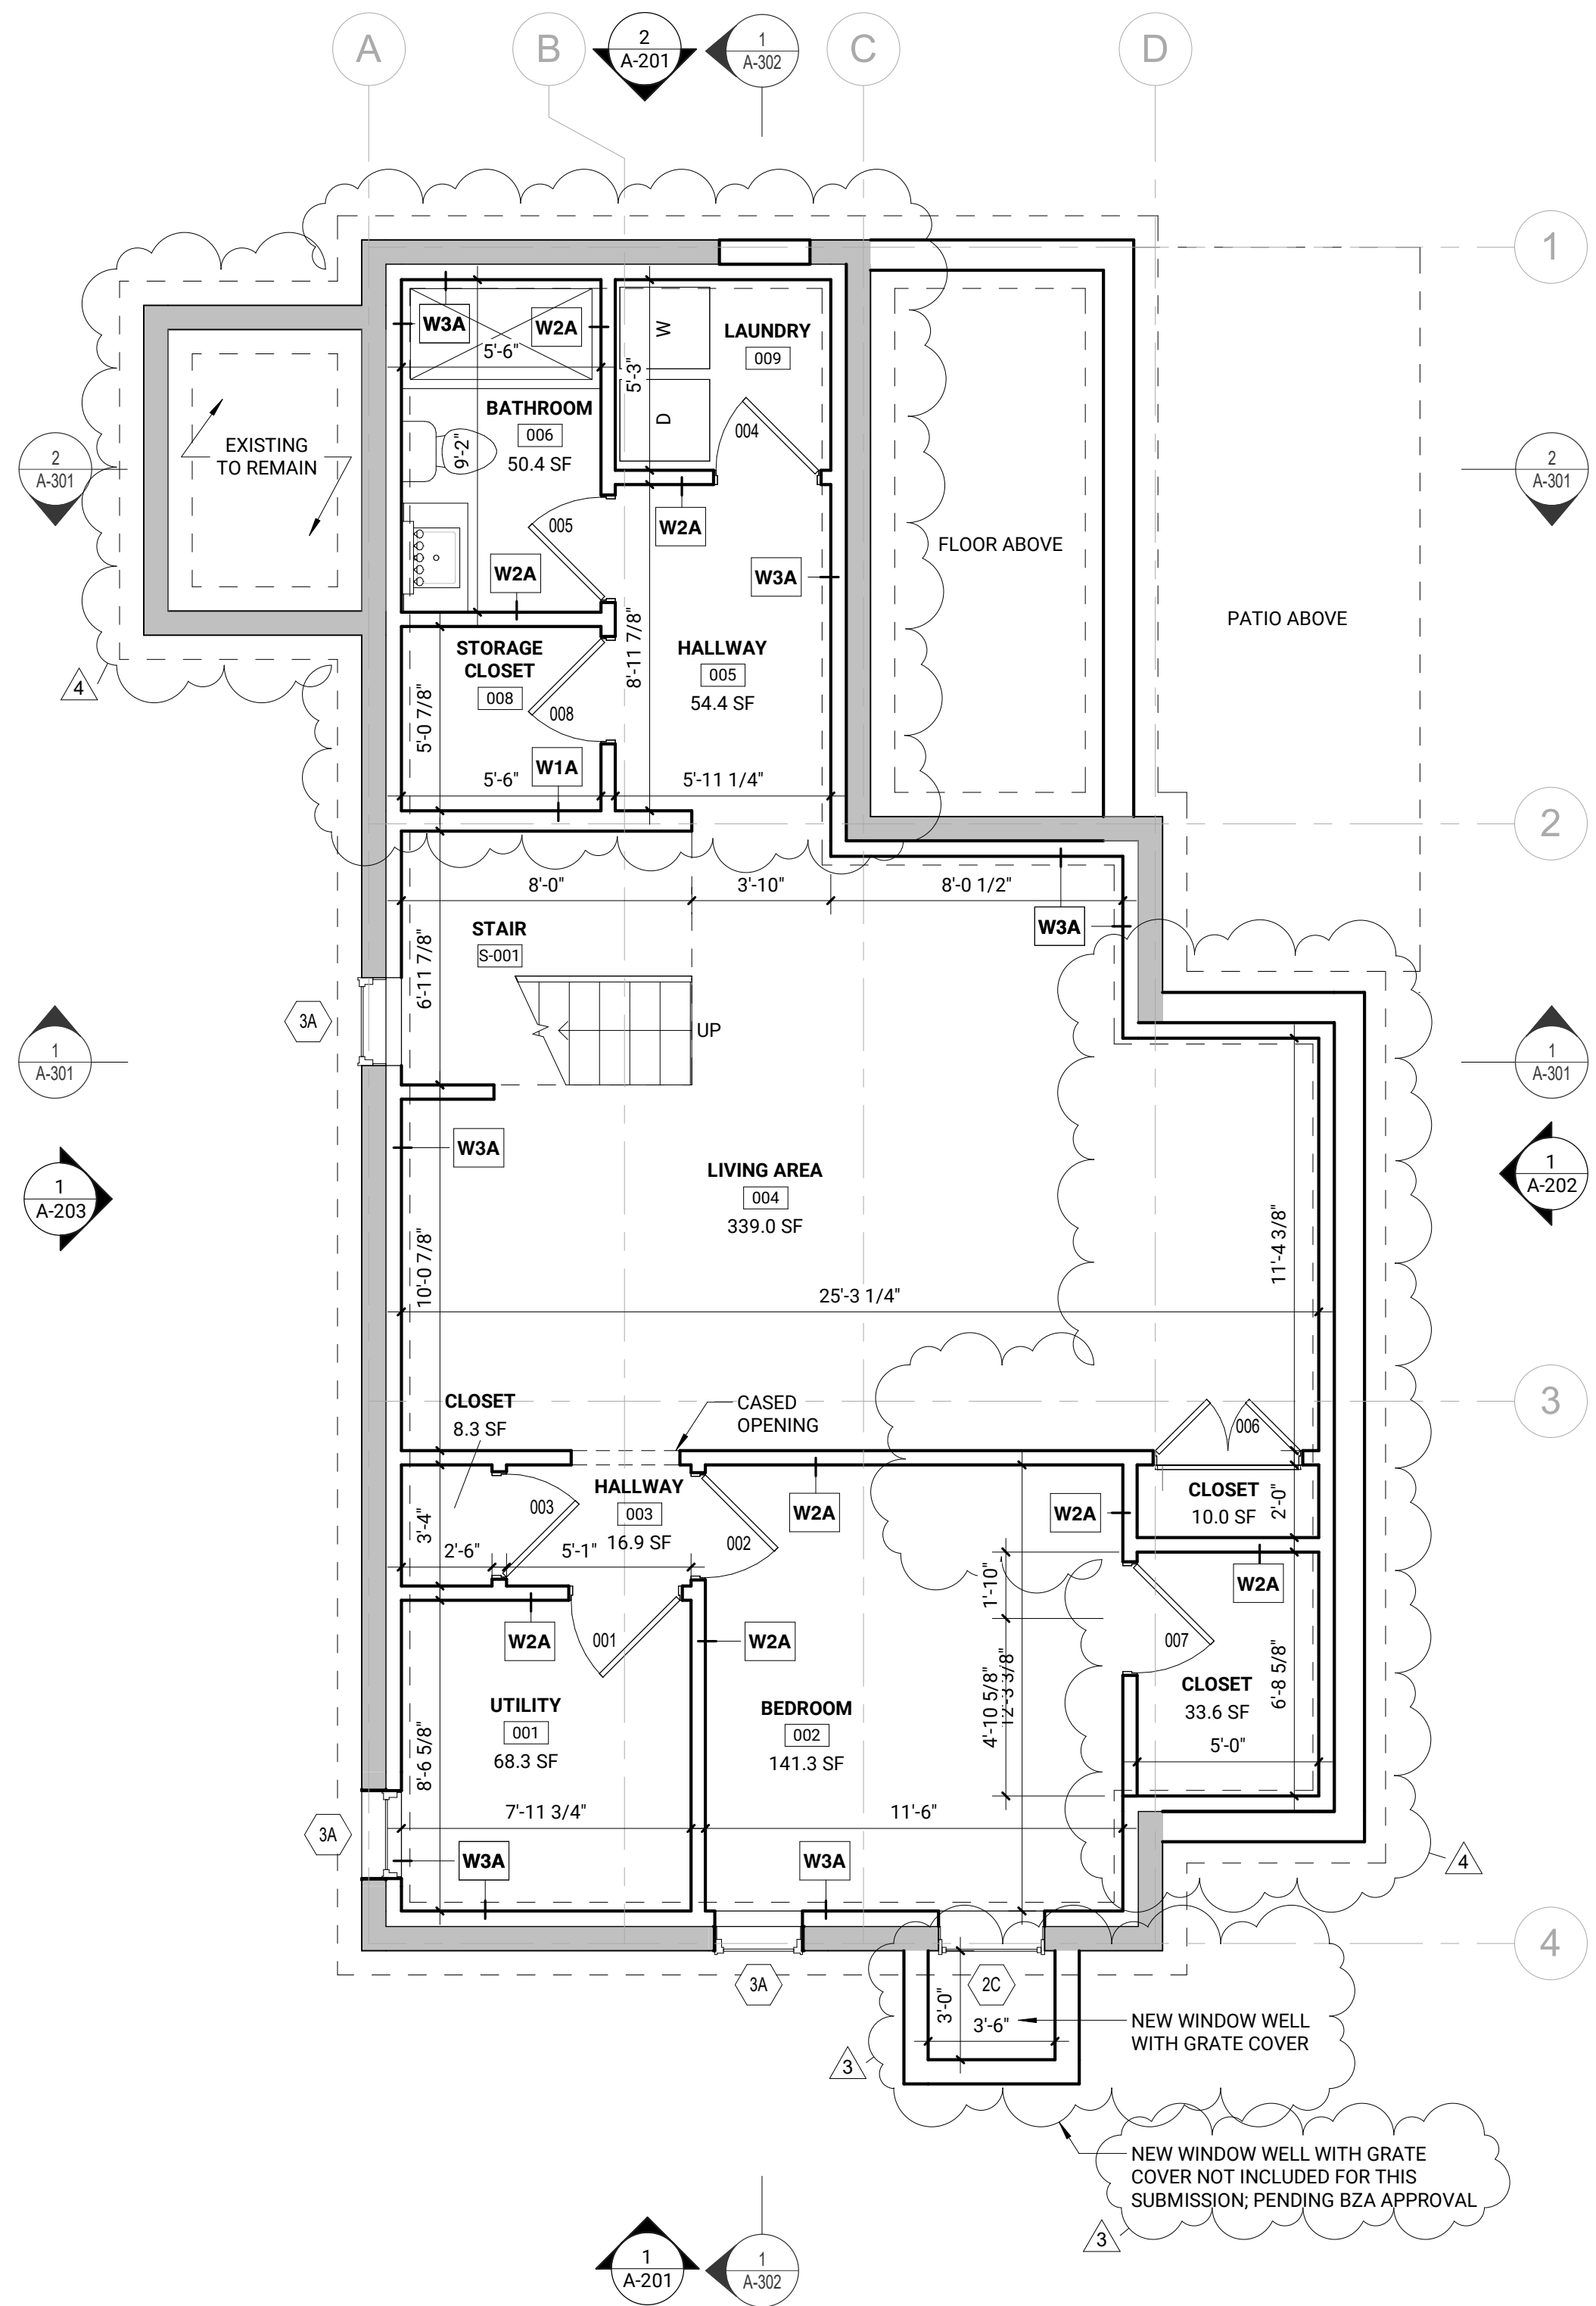 A
B
2
A-201
1
A-302
C
D
1
W3A
W2A
5'-6"
W
5'-3"
LAUNDRY
009
D
004
BATHROOM
006
50.4 SF
9'-2"
EXISTING
TO REMAIN
2
A-301
2
A-301
005
W2A
W2A
W3A
FLOOR ABOVE
PATIO ABOVE
STORAGE
CLOSET
008
008
8'-11 7/8"
HALLWAY
005
54.4 SF
4
5'-0 7/8"
W1A
5'-6"
5'-11 1/4"
2
8'-0"
3'-10"
8'-0 1/2"
W3A
STAIR
S-001
6'-11 7/8"
3A
UP
1
A-301
1
A-301
W3A
1
A-203
1
A-202
LIVING AREA
004
339.0 SF
10'-0 7/8"
11'-4 3/8"
25'-3 1/4"
CLOSET
8.3 SF
CASED
OPENING
3
006
HALLWAY
003
16.9 SF
003
3'-4"
2'-6"
5'-1"
002
W2A
W2A
CLOSET
10.0 SF
2'-0"
1'-10"
W2A
W2A
001
W2A
007
UTILITY
001
68.3 SF
8'-6 5/8"
BEDROOM
002
141.3 SF
4'-10 5/8"
12'-3 3/8"
CLOSET
33.6 SF
6'-8 5/8"
5'-0"
7'-11 3/4"
11'-6"
3A
W3A
W3A
4
4
3A
2C
3'-0"
3'-6"
NEW WINDOW WELL
WITH GRATE COVER
3
NEW WINDOW WELL WITH GRATE
COVER NOT INCLUDED FOR THIS
SUBMISSION; PENDING BZA APPROVAL
3
1
A-201
1
A-302